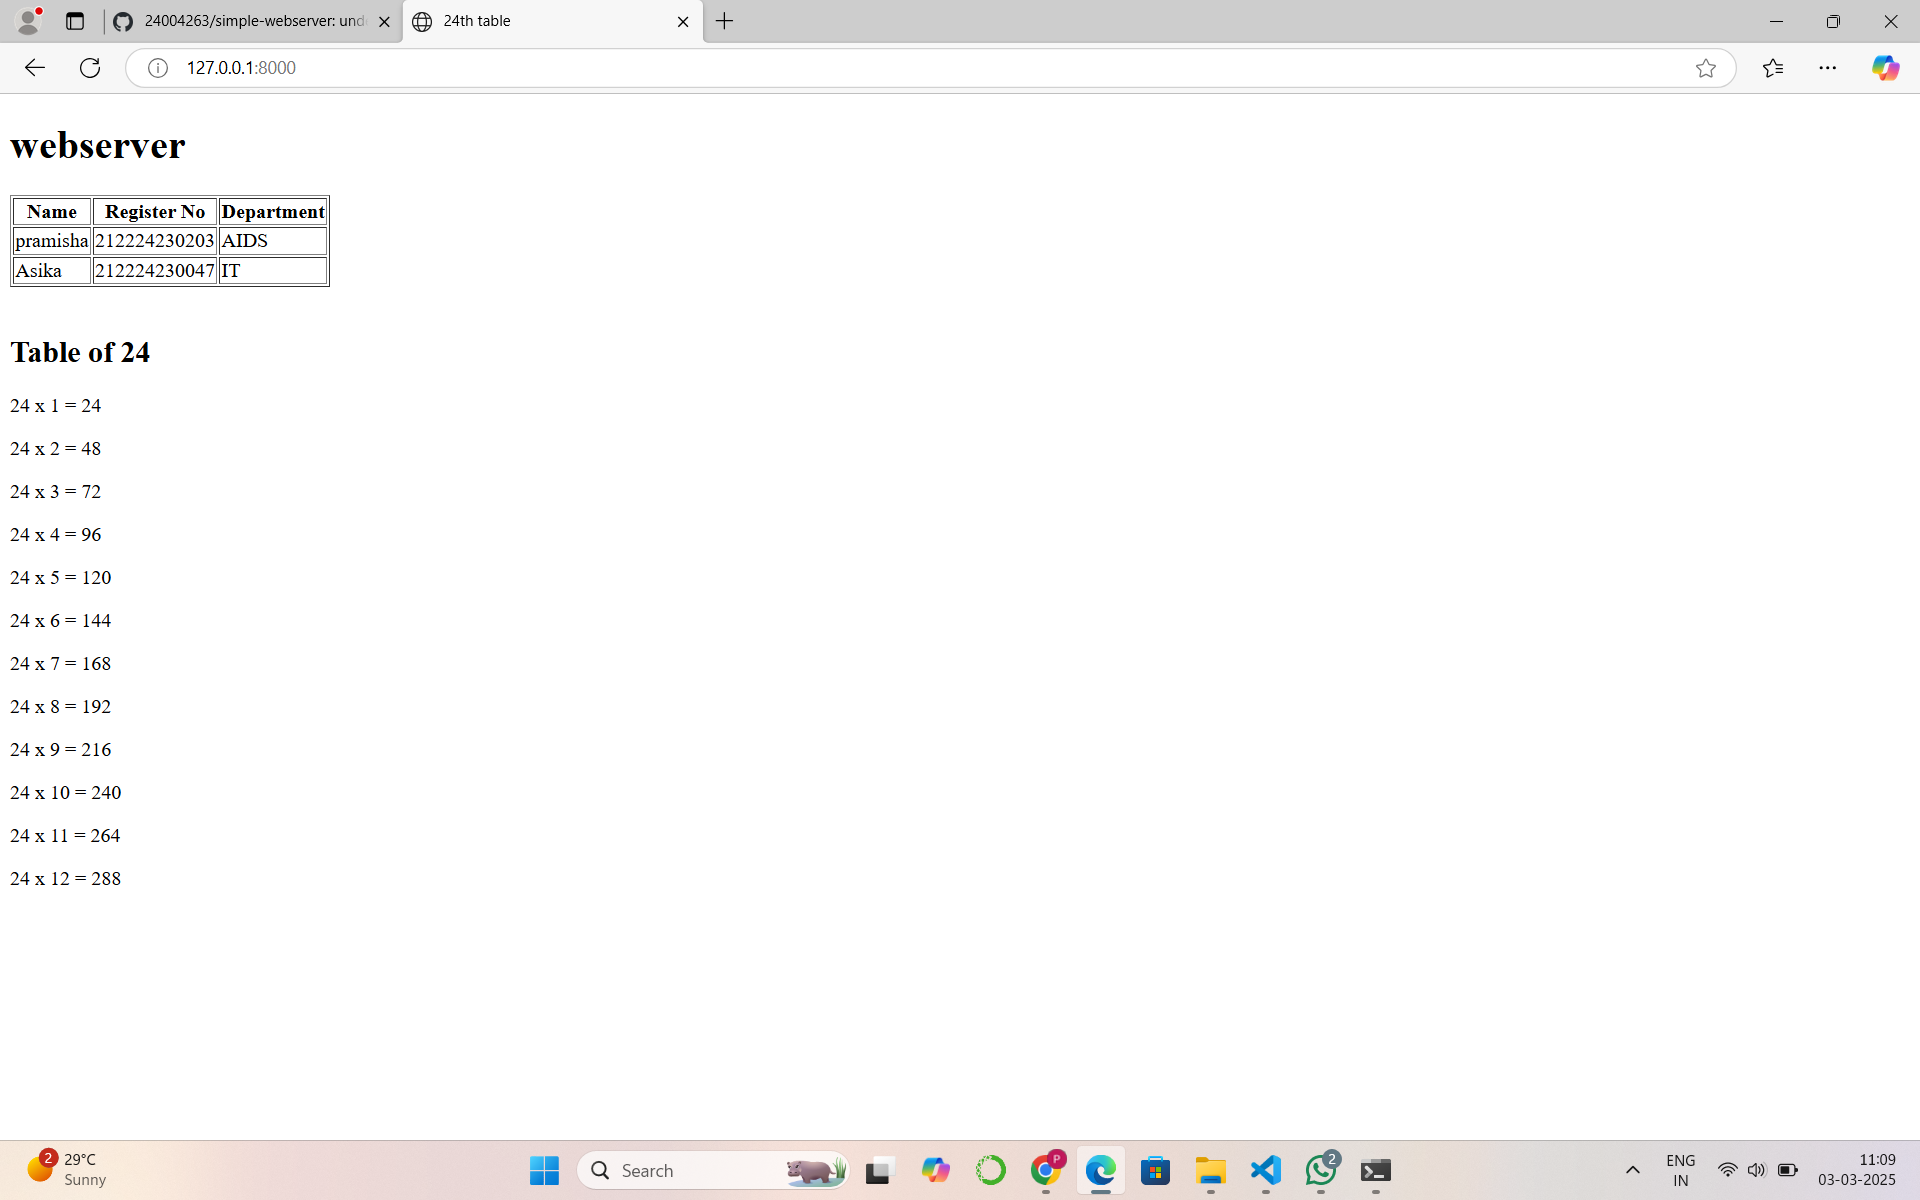 24004263/simple-webserver: und
24th table
127.0.0.1:8000
webserver
Name Register No Department
pramisha 212224230203 AIDS
Asika 212224230047 IT
Table of 24
24 x 1 = 24
24 x 2 = 48
24 x 3 = 72
24 x 4 = 96
24 x 5 = 120
24 x 6 = 144
24 x 7 = 168
24 x 8 = 192
24 x 9 = 216
24 x 10 = 240
24 x 11 = 264
24 x 12 = 288
2
29°C
Sunny
Search
P
2
ENG
IN
11:09
03-03-2025